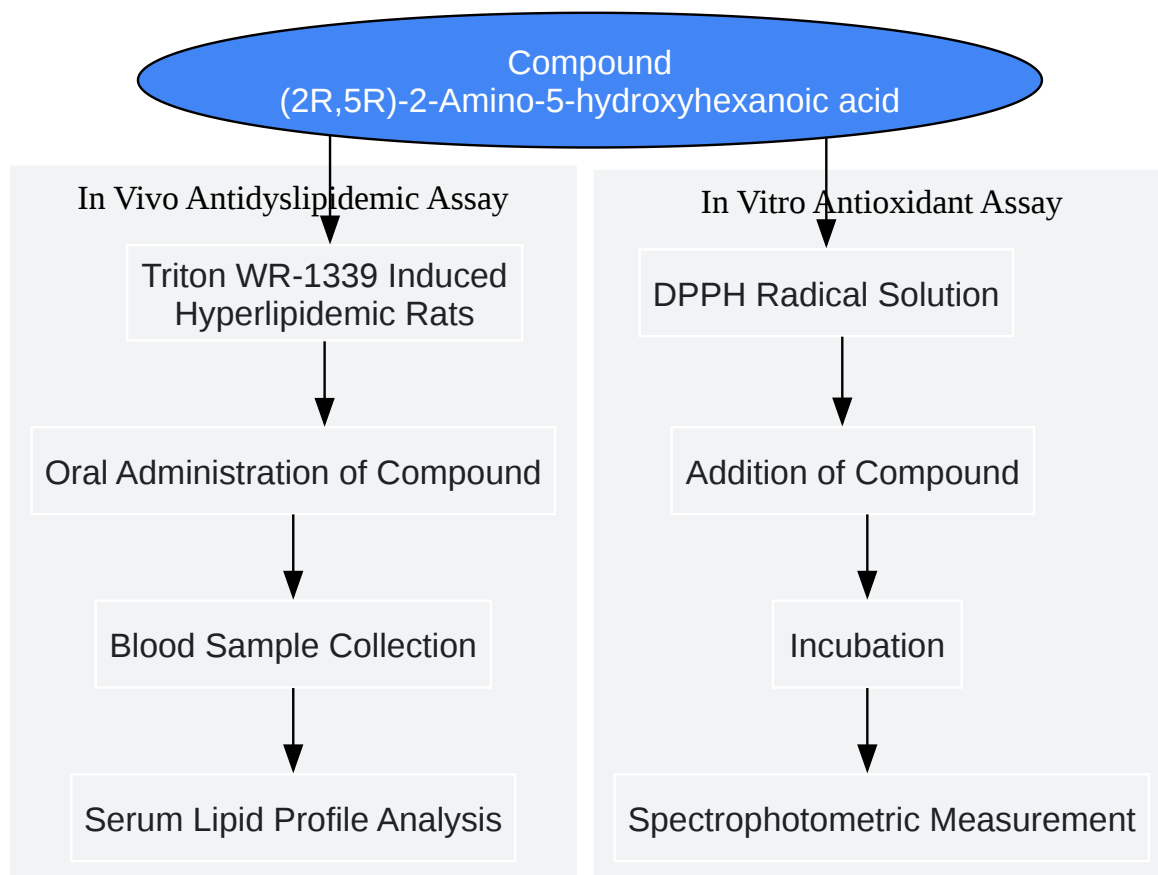 Compound
(2R,5R)-2-Amino-5-hydroxyhexanoic acid
In Vivo Antidyslipidemic Assay
Triton WR-1339 Induced
Hyperlipidemic Rats
Oral Administration of Compound
Blood Sample Collection
Serum Lipid Profile Analysis
In Vitro Antioxidant Assay
DPPH Radical Solution
Addition of Compound
Incubation
Spectrophotometric Measurement